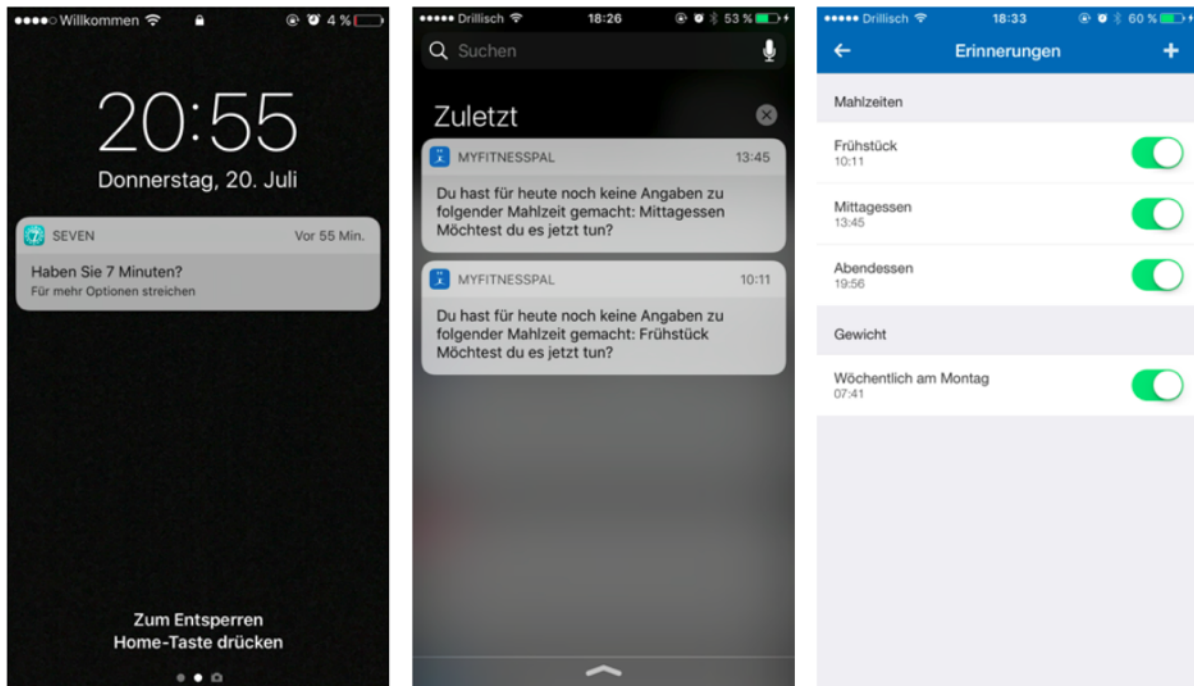 Willkommen 4 %
20:55
Donnerstag, 20. Juli
SEVEN Vor 55 Min.
Haben Sie 7 Minuten?
Für mehr Optionen streichen
Zum Entsperren
Home-Taste drücken
Drillisch 18:26 53 %
Suchen
Zuletzt
MYFITNESSPAL 13:45
Du hast für heute noch keine Angaben zu
folgender Mahlzeit gemacht: Mittagessen
Möchtest du es jetzt tun?
MYFITNESSPAL 10:11
Du hast für heute noch keine Angaben zu
folgender Mahlzeit gemacht: Frühstück
Möchtest du es jetzt tun?
Drillisch 18:33 60 %
Erinnerungen
Mahlzeiten
Frühstück
10:11
Mittagessen
13:45
Abendessen
19:56
Gewicht
Wöchentlich am Montag
07:41